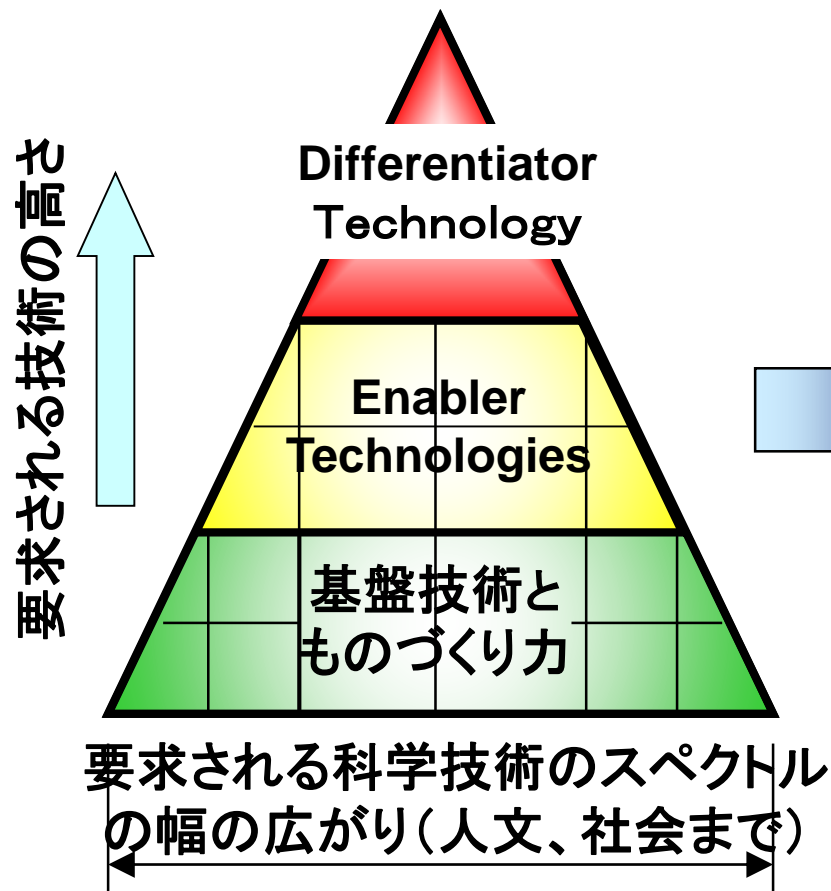 要求される技術の高さ
Differentiator
Technology
Enabler
Technologies
基盤技術と
ものづくり力
要求される科学技術のスペクトル
の幅の広がり(人文、社会まで)